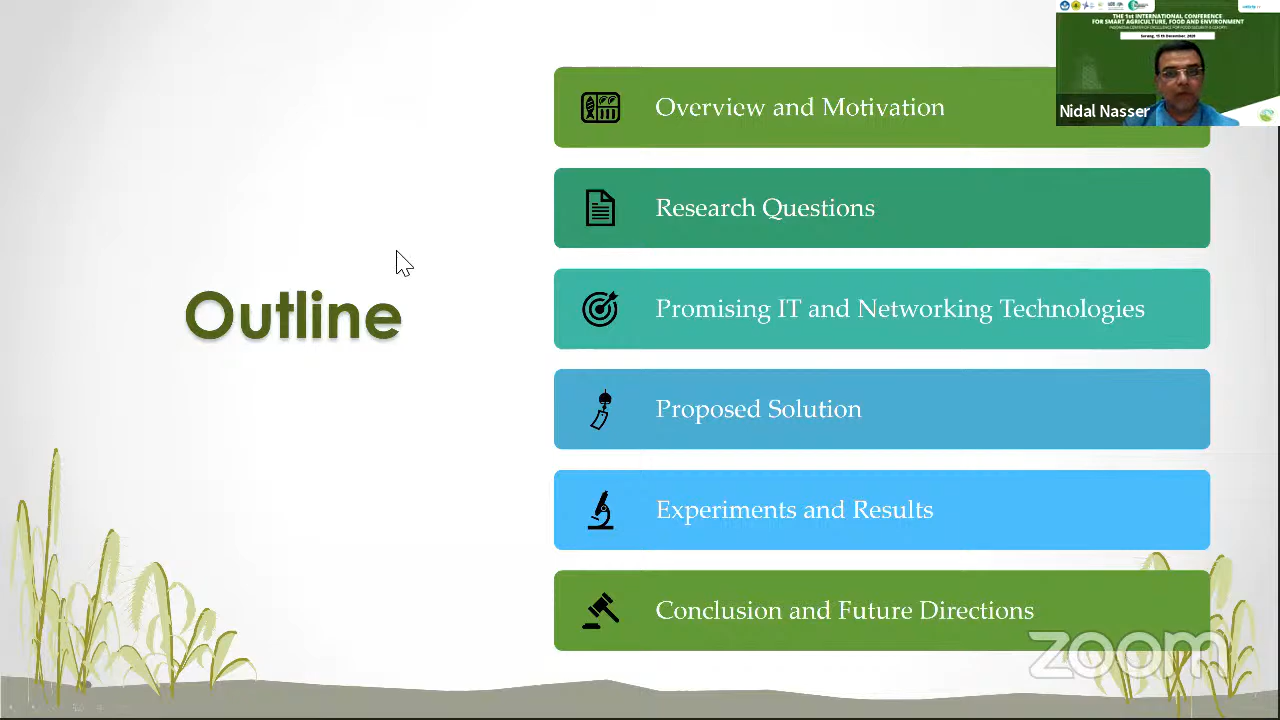 THE 1st INTERNATIONAL CONFERENCE
FOR SMART AGRICULTURE, FOOD AND ENVIRONMENT
Nidal Nasser
Overview and Motivation
Research Questions
Outline
Promising IT and Networking Technologies
Proposed Solution
Experiments and Results
Conclusion and Future Directions
zoom